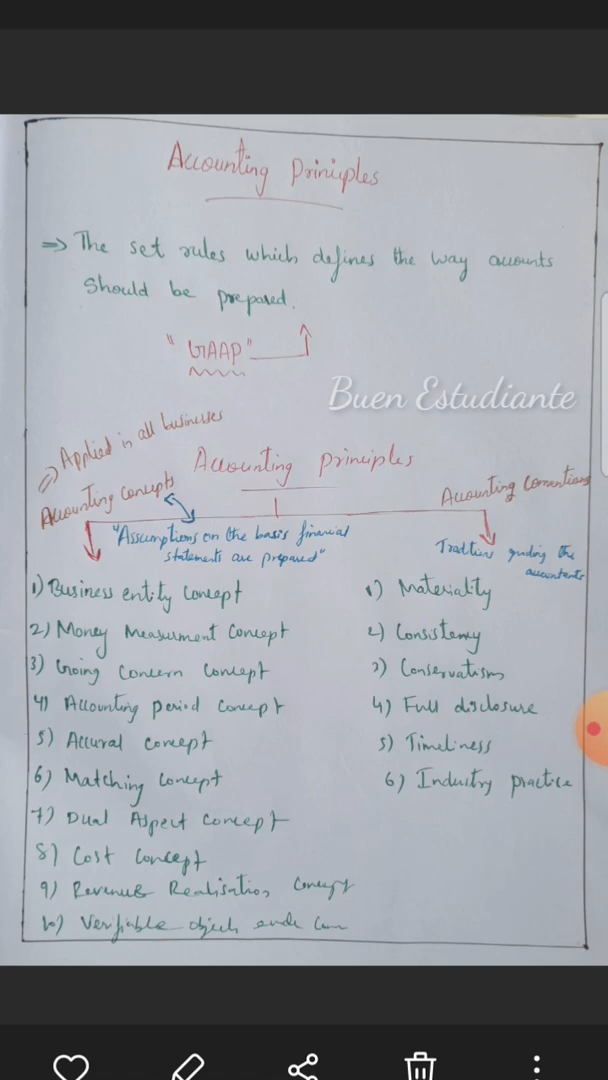 Accounting Priniples
⇒ The set rules which defines the way accounts
should be prepared.
"GAAP"
Buen Estudiante
⇒ Applied in all businesses
Accounting principles
Accounting concepts
Accounting Conventions
"Assumptions on the basis financial
statements are prepared"
Traditions guiding the
accountants
1) Business entity concept
2) Money Measurment concept
3) Going Concern concept
4) Accounting period concept
5) Accural concept
6) Matching concept
7) Dual Aspect concept
8) Cost concept
9) Revenue Realisation concept
10) Verfiable
1) Materiality
2) Consistency
3) Conservatism
4) Full disclosure
5) Timeliness
6) Industry practice